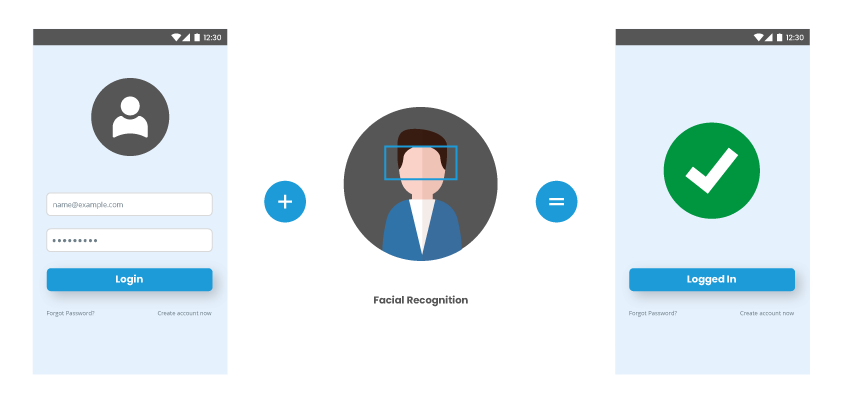 12:30
name@example.com
Login
Forgot Password?
Create account now
+
Facial Recognition
=
12:30
Logged In
Forgot Password?
Create account now